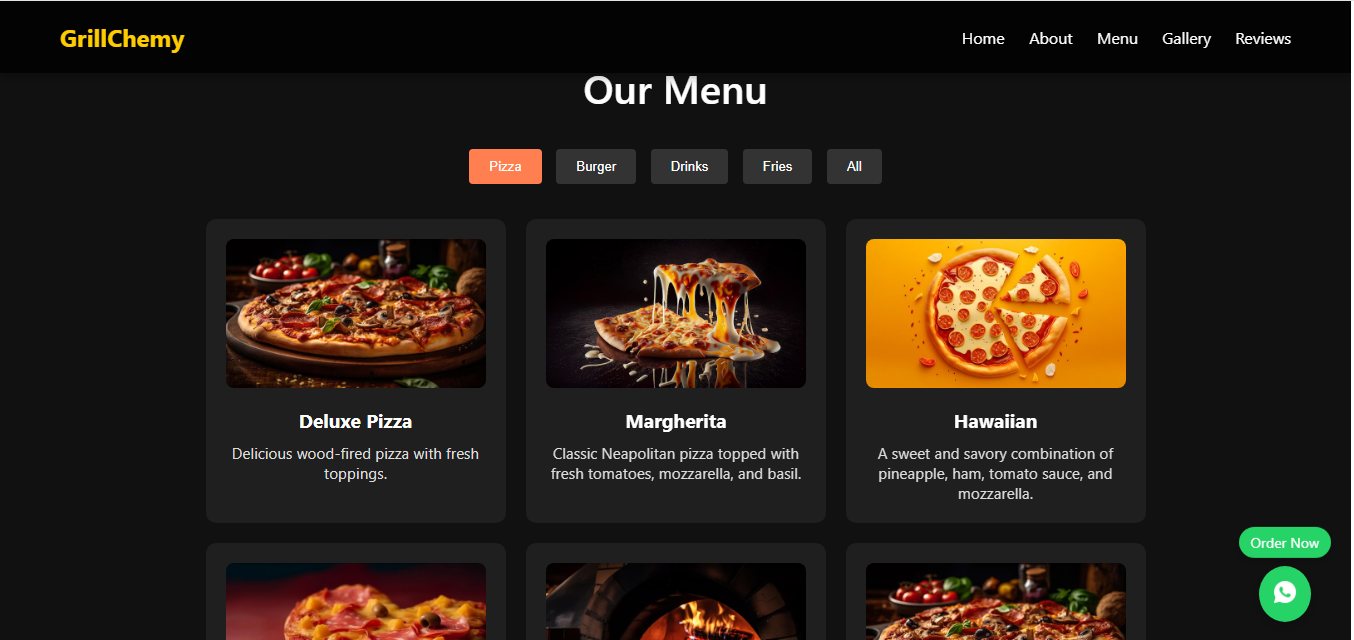 GrillChemy
Home About Menu Gallery Reviews
Our Menu
Pizza Burger Drinks Fries All
Deluxe Pizza
Delicious wood-fired pizza with fresh
toppings.
Margherita
Classic Neapolitan pizza topped with
fresh tomatoes, mozzarella, and basil.
Hawaiian
A sweet and savory combination of
pineapple, ham, tomato sauce, and
mozzarella.
Order Now